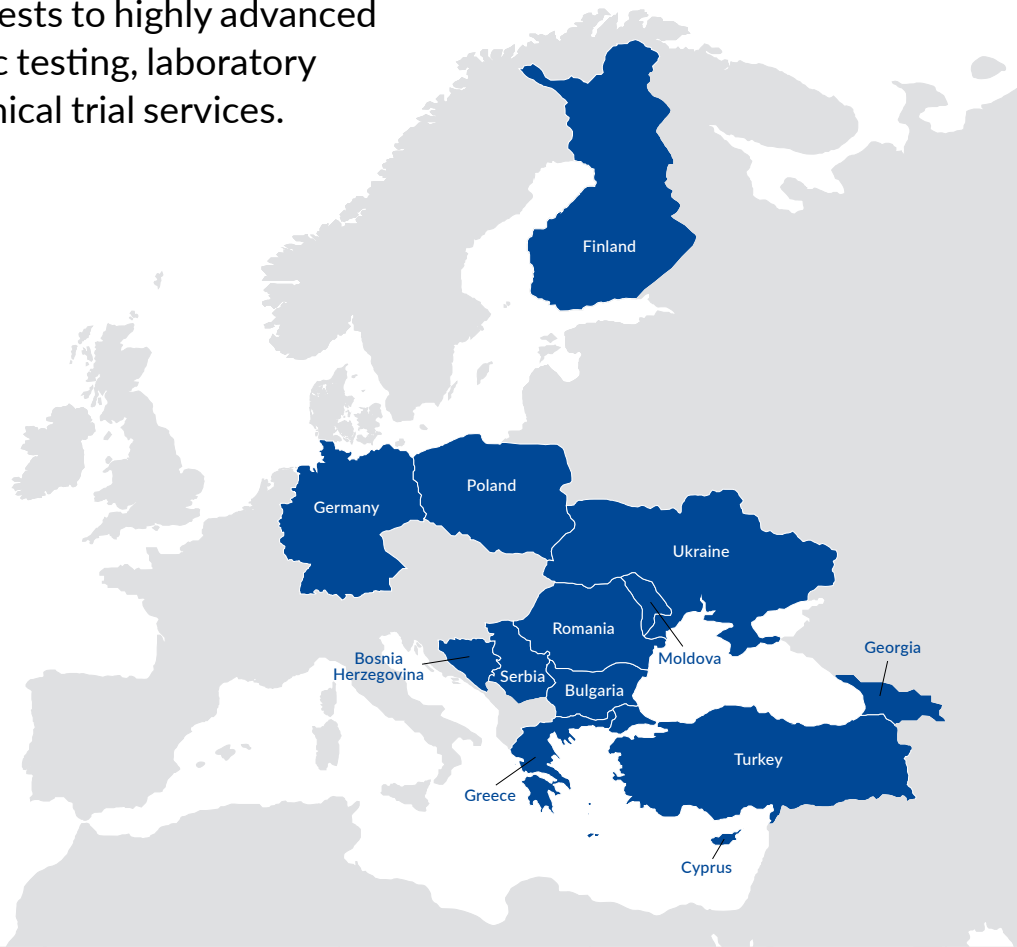 ests to highly advanced
c testing, laboratory
nical trial services.
Finland
Germany
Poland
Ukraine
Romania
Moldova
Georgia
Bosnia
Herzegovina
Serbia
Bulgaria
Turkey
Greece
Cyprus